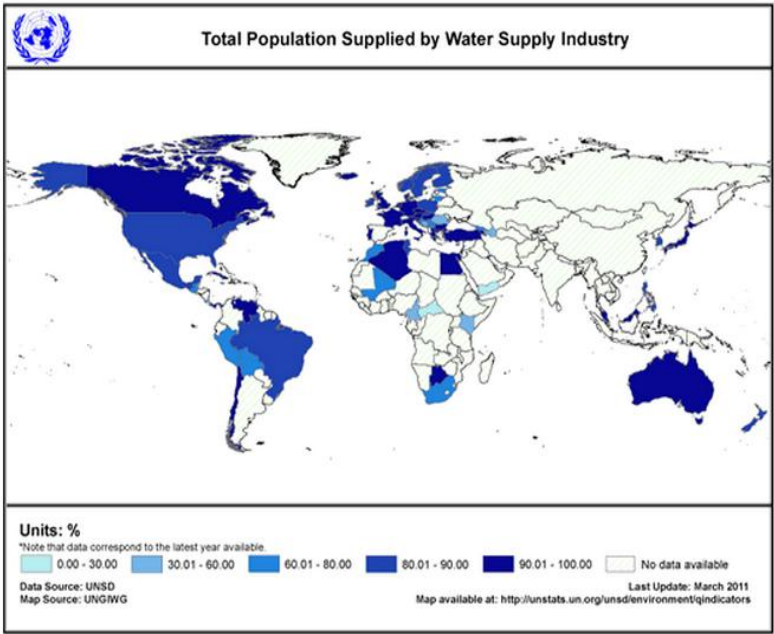 Total Population Supplied by Water Supply Industry
Units: %
*Note that data correspond to the latest year available.
0.00 - 30.00 30.01 - 60.00 60.01 - 80.00 80.01 - 90.00 90.01 - 100.00 No data available
Data Source: UNSD Last Update: March 2011
Map Source: UNGIWG Map available at: http://unstats.un.org/unsd/environment/qindicators